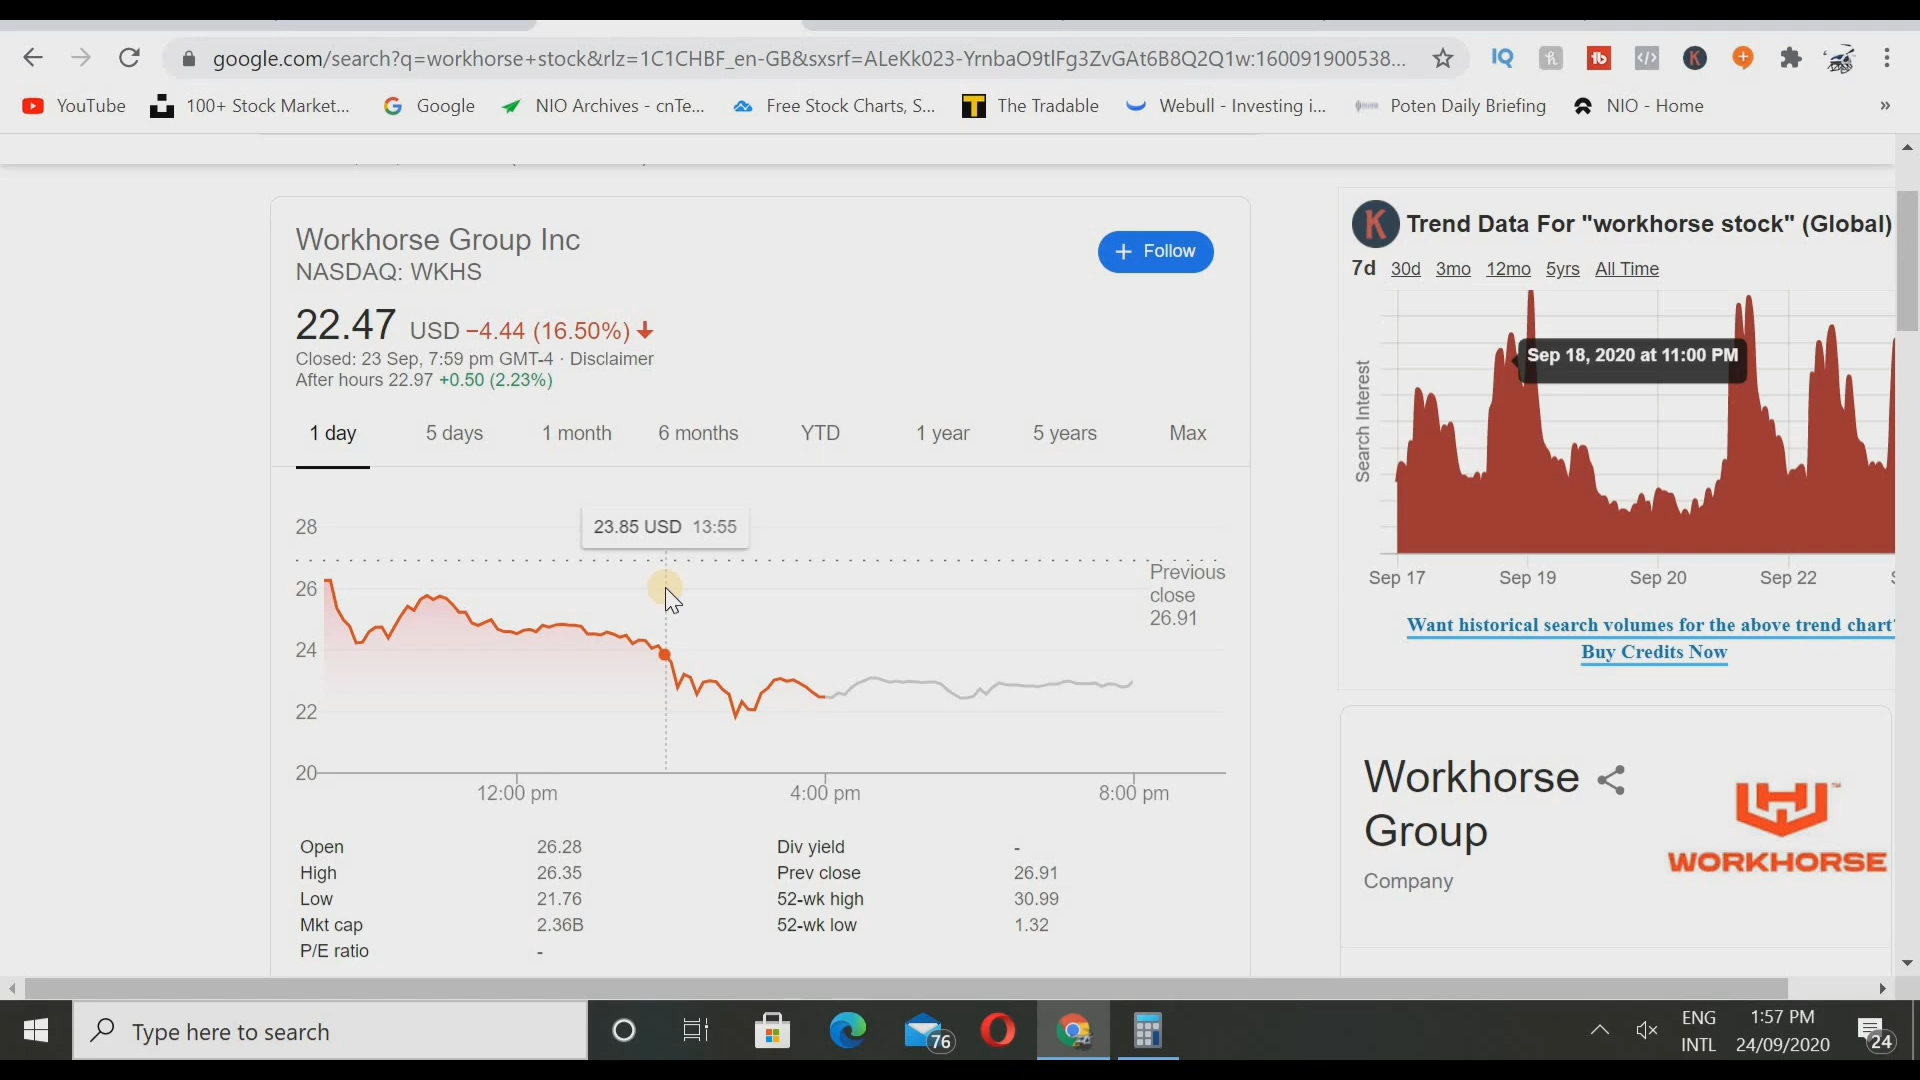 google.com/search?q=workhorse+stock&rlz=1C1CHBF_en-GB&sxsrf=ALeKk023-YrnbaO9tlFg3ZvGAt6B8Q2Q1w:160091900538...
YouTube 100+ Stock Market... Google NIO Archives - cnTe... Free Stock Charts, S... The Tradable Webull - Investing i... Poten Daily Briefing NIO - Home »
Workhorse Group Inc
NASDAQ: WKHS
+ Follow
22.47 USD −4.44 (16.50%)
Closed: 23 Sep, 7:59 pm GMT-4 · Disclaimer
After hours 22.97 +0.50 (2.23%)
1 day 5 days 1 month 6 months YTD 1 year 5 years Max
23.85 USD 13:55
28
26
24
22
20
Previous
close
26.91
12:00 pm 4:00 pm 8:00 pm
Open 26.28 Div yield -
High 26.35 Prev close 26.91
Low 21.76 52-wk high 30.99
Mkt cap 2.36B 52-wk low 1.32
P/E ratio -
K Trend Data For "workhorse stock" (Global)
7d 30d 3mo 12mo 5yrs All Time
Search Interest
Sep 18, 2020 at 11:00 PM
Sep 17 Sep 19 Sep 20 Sep 22
Want historical search volumes for the above trend chart
Buy Credits Now
Workhorse
Group
Company
WORKHORSE
Type here to search
76
ENG
INTL
1:57 PM
24/09/2020
24